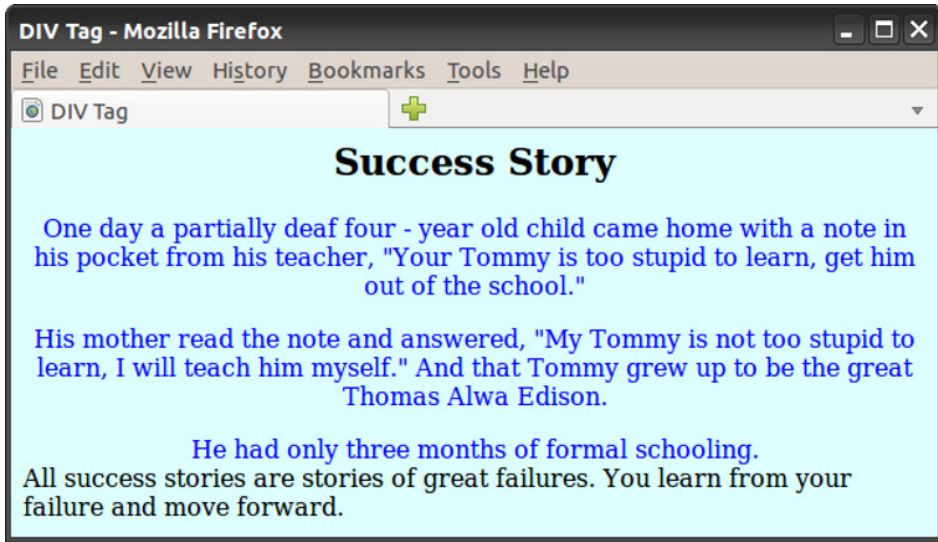 DIV Tag - Mozilla Firefox
File Edit View History Bookmarks Tools Help
DIV Tag
Success Story
One day a partially deaf four - year old child came home with a note in
his pocket from his teacher, "Your Tommy is too stupid to learn, get him
out of the school."
His mother read the note and answered, "My Tommy is not too stupid to
learn, I will teach him myself." And that Tommy grew up to be the great
Thomas Alwa Edison.
He had only three months of formal schooling.
All success stories are stories of great failures. You learn from your
failure and move forward.